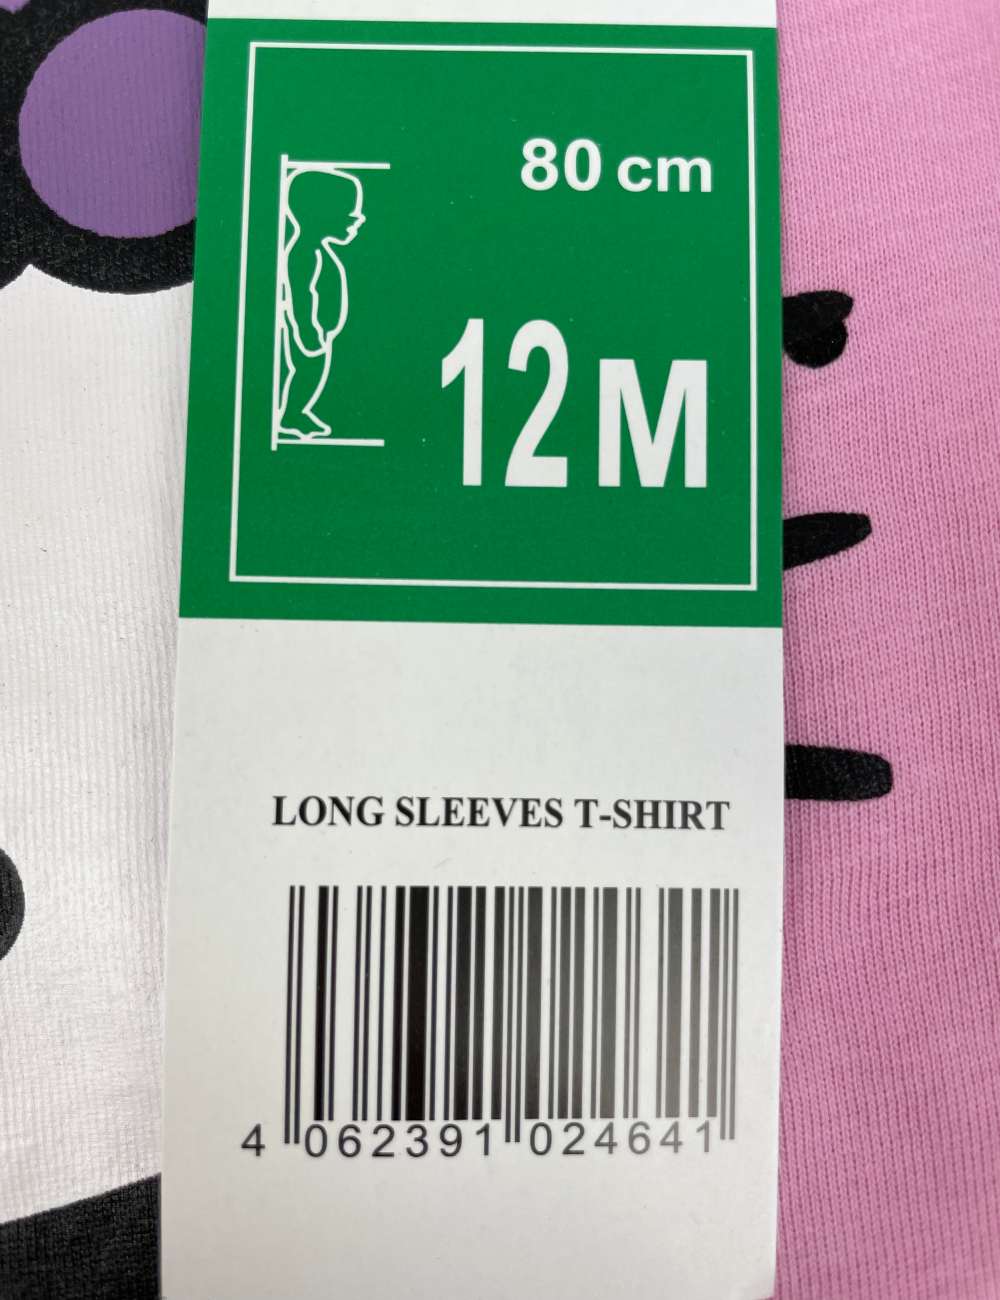 80 cm
12 M
LONG SLEEVES T-SHIRT
4 062391 024641